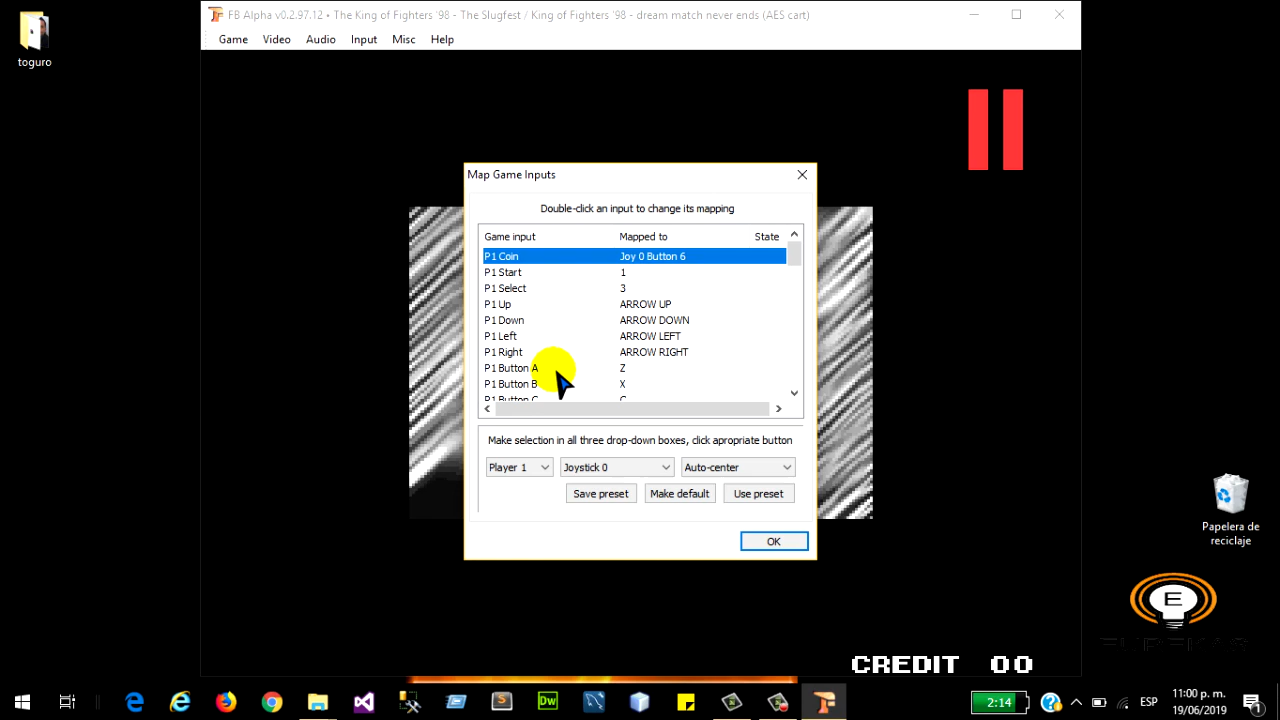 FB Alpha v0.2.97.12 • The King of Fighters '98 - The Slugfest / King of Fighters '98 - dream match never ends (AES cart)
Game Video Audio Input Misc Help
toguro
Map Game Inputs
Double-click an input to change its mapping
Game input Mapped to State
P1 Coin Joy 0 Button 6
P1 Start 1
P1 Select 3
P1 Up ARROW UP
P1 Down ARROW DOWN
P1 Left ARROW LEFT
P1 Right ARROW RIGHT
P1 Button A Z
P1 Button B X
P1 Button C C
Make selection in all three drop-down boxes, click apropriate button
Player 1 Joystick 0 Auto-center
Save preset Make default Use preset
OK
Papelera de
reciclaje
E
CREDIT 00
Dw
2:14
ESP
11:00 p. m.
19/06/2019
1